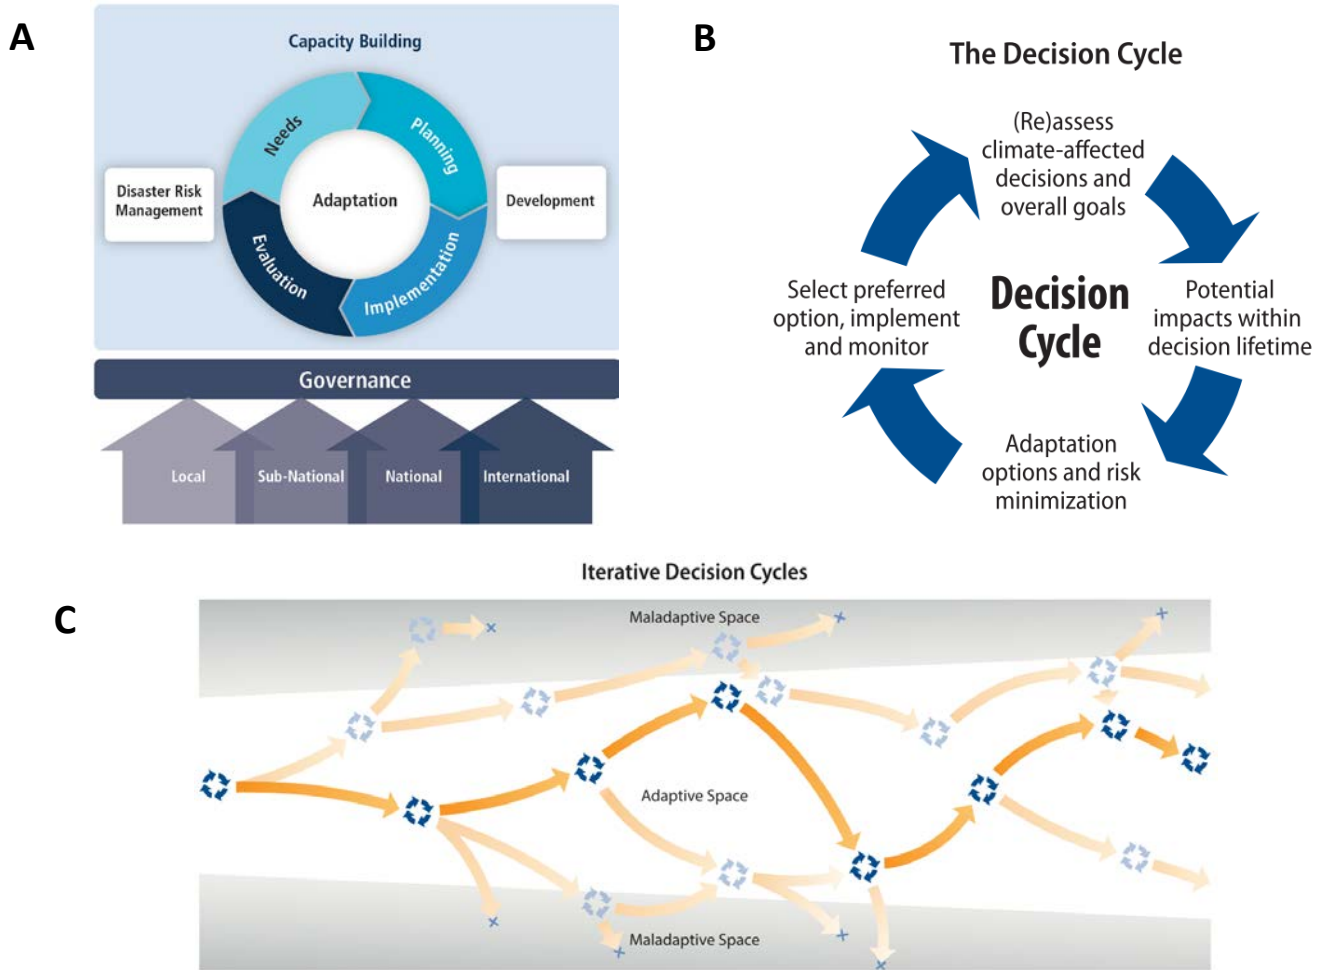 A
Capacity Building
Needs
Planning
Adaptation
Disaster Risk
Management
Development
Evaluation
Implementation
Governance
Local
Sub-National
National
International
B
The Decision Cycle
(Re)assess
climate-affected
decisions and
overall goals
Select preferred
option, implement
and monitor
Decision
Cycle
Potential
impacts within
decision lifetime
Adaptation
options and risk
minimization
C
Iterative Decision Cycles
Maladaptive Space
Adaptive Space
Maladaptive Space